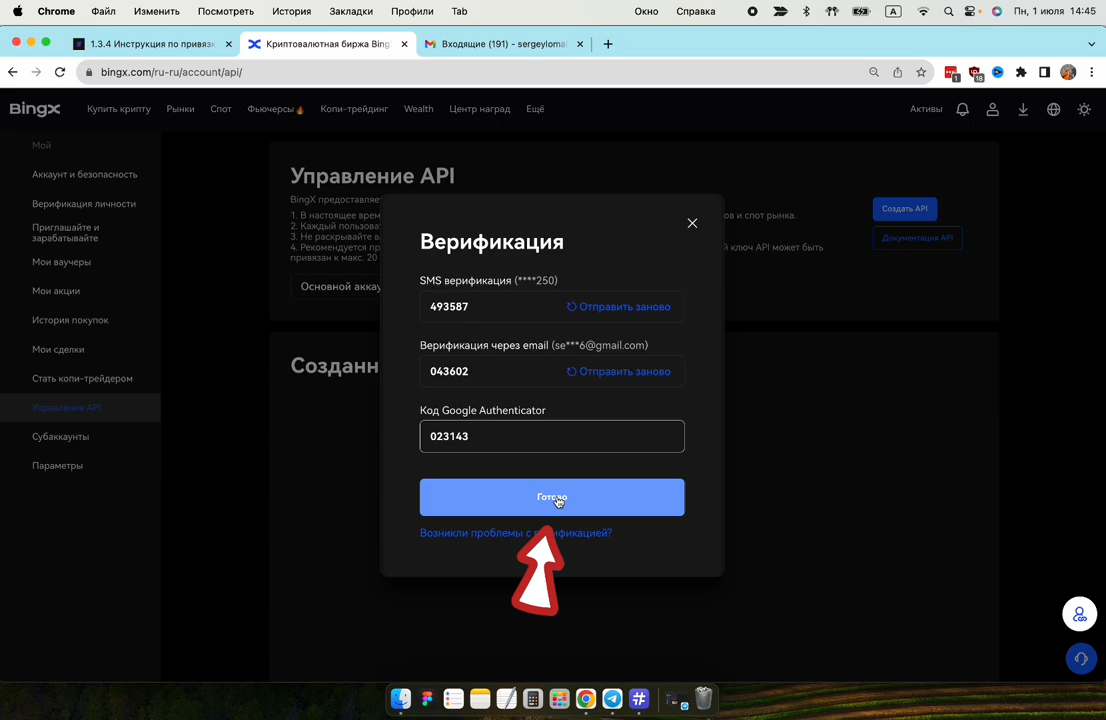 Chrome Файл Изменить Посмотреть История Закладки Профили Tab Окно Справка A Пн, 1 июля 14:45
1.3.4 Инструкция по привязк Криптовалютная биржа Bing Входящие (191) - sergeyloma
bingx.com/ru-ru/account/api/ 1 18
BingX Купить крипту Рынки Спот Фьючерсы Копи-трейдинг Wealth Центр наград Ещё Активы
Мой
Аккаунт и безопасность
Верификация личности
Приглашайте и
зарабатывайте
Мои ваучеры
Мои акции
История покупок
Мои сделки
Стать копи-трейдером
Управление API
Субаккаунты
Параметры
Управление API
BingX предоставляе
1. В настоящее врем ов и спот рынка.
2. Каждый пользова
3. Не раскрывайте в
4. Рекомендуется пр й ключ API может быть
привязан к макс. 20
Создать API
Документация API
Основной акка
Созданн
Верификация
SMS верификация (****250)
493587 Отправить заново
Верификация через email (se***6@gmail.com)
043602 Отправить заново
Код Google Authenticator
023143
Готово
Возникли проблемы с верификацией?